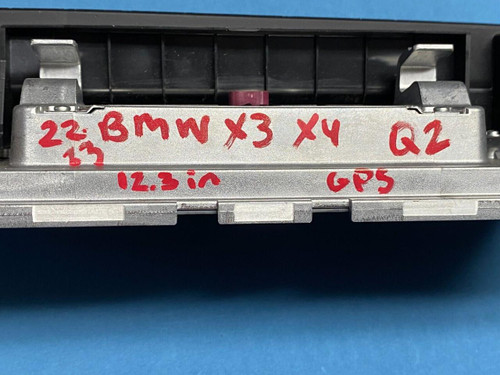 22- BMW X3 X4 Q2
33
12.3 in GPS